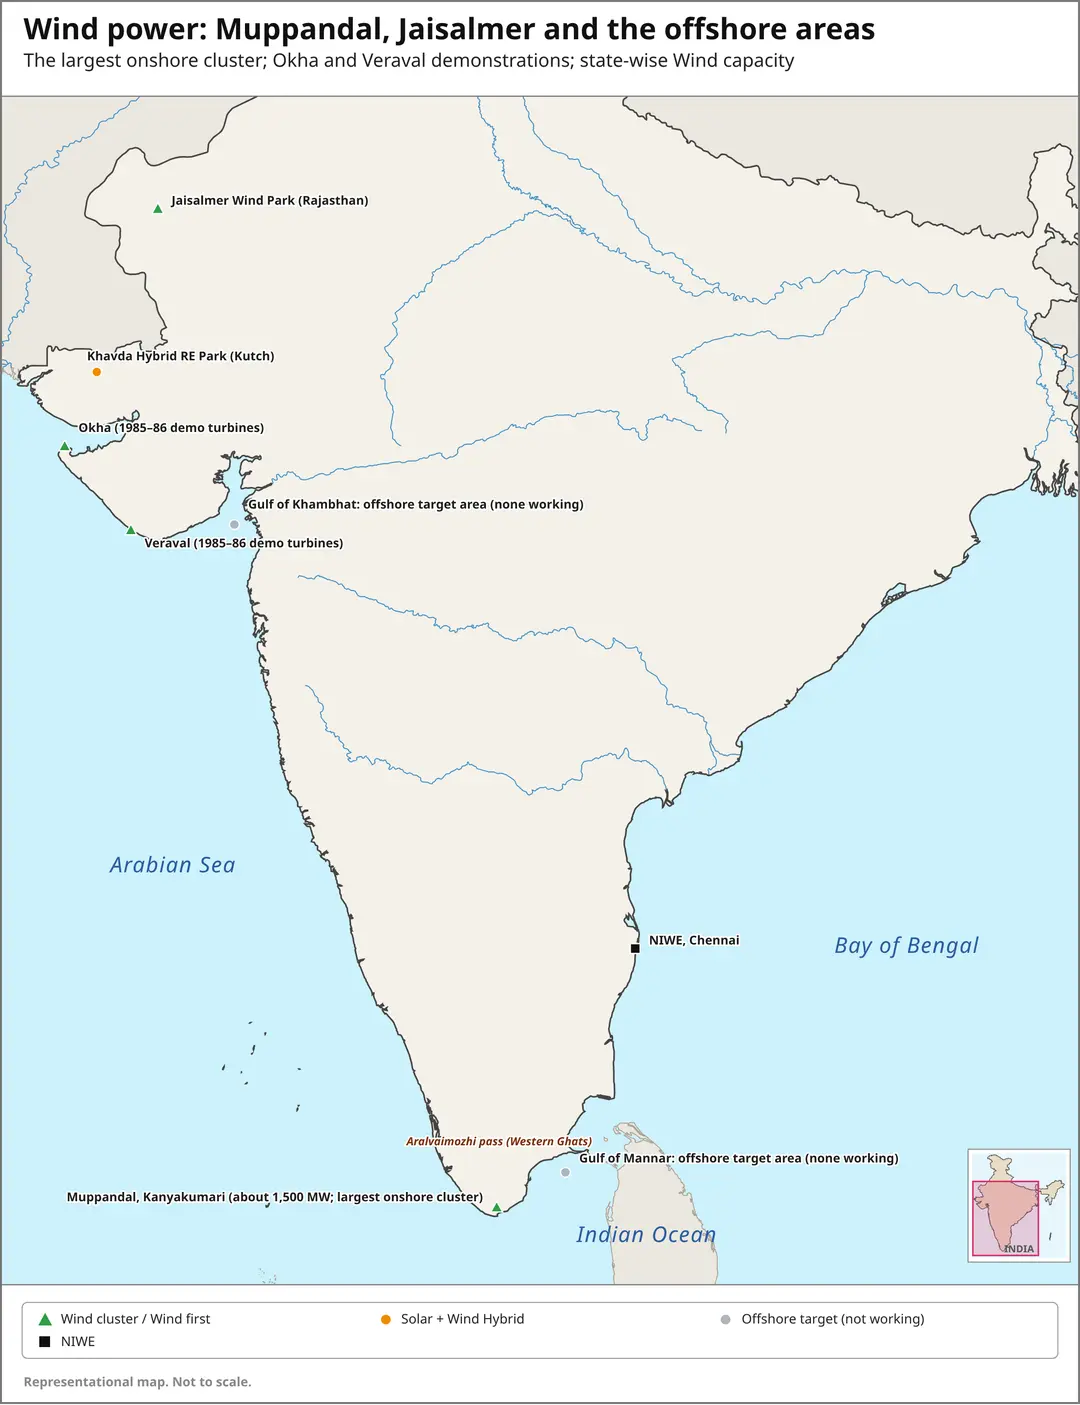 Wind power: Muppandal, Jaisalmer and the offshore areas
The largest onshore cluster; Okha and Veraval demonstrations; state-wise Wind capacity
Jaisalmer Wind Park (Rajasthan)
Khavda Hybrid RE Park (Kutch)
Okha (1985–86 demo turbines)
Gulf of Khambhat: offshore target area (none working)
Veraval (1985–86 demo turbines)
Arabian Sea
NIWE, Chennai
Bay of Bengal
Aralvaimozhi pass (Western Ghats)
Gulf of Mannar: offshore target area (none working)
Muppandal, Kanyakumari (about 1,500 MW; largest onshore cluster)
Indian Ocean
INDIA
Wind cluster / Wind first
Solar + Wind Hybrid
Offshore target (not working)
NIWE
Representational map. Not to scale.